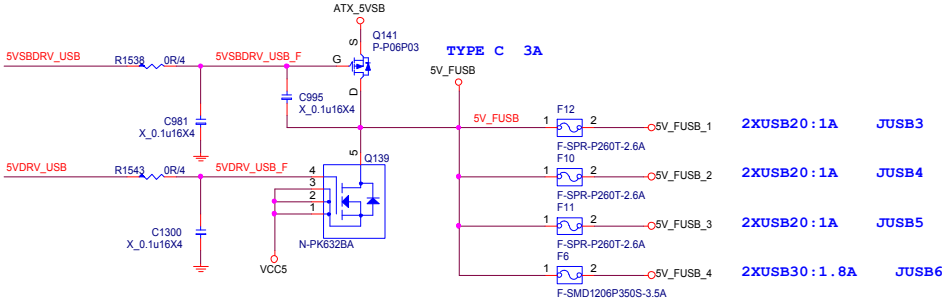 ATX_5VSB
Q141
P-P06P03
S
G
D
5VSBDRV_USB
R1538
0R/4
5VSBDRV_USB_F
TYPE C 3A
5V_FUSB
C995
X_0.1u16X4
C981
X_0.1u16X4
5V_FUSB
F12
1
2
5V_FUSB_1
2XUSB20:1A
JUSB3
F-SPR-P260T-2.6A
5
Q139
5VDRV_USB
R1543
0R/4
5VDRV_USB_F
4
3
2
1
F10
1
2
5V_FUSB_2
2XUSB20:1A
JUSB4
F-SPR-P260T-2.6A
F11
1
2
5V_FUSB_3
2XUSB20:1A
JUSB5
F-SPR-P260T-2.6A
C1300
X_0.1u16X4
N-PK632BA
VCC5
F6
1
2
5V_FUSB_4
2XUSB30:1.8A
JUSB6
F-SMD1206P350S-3.5A